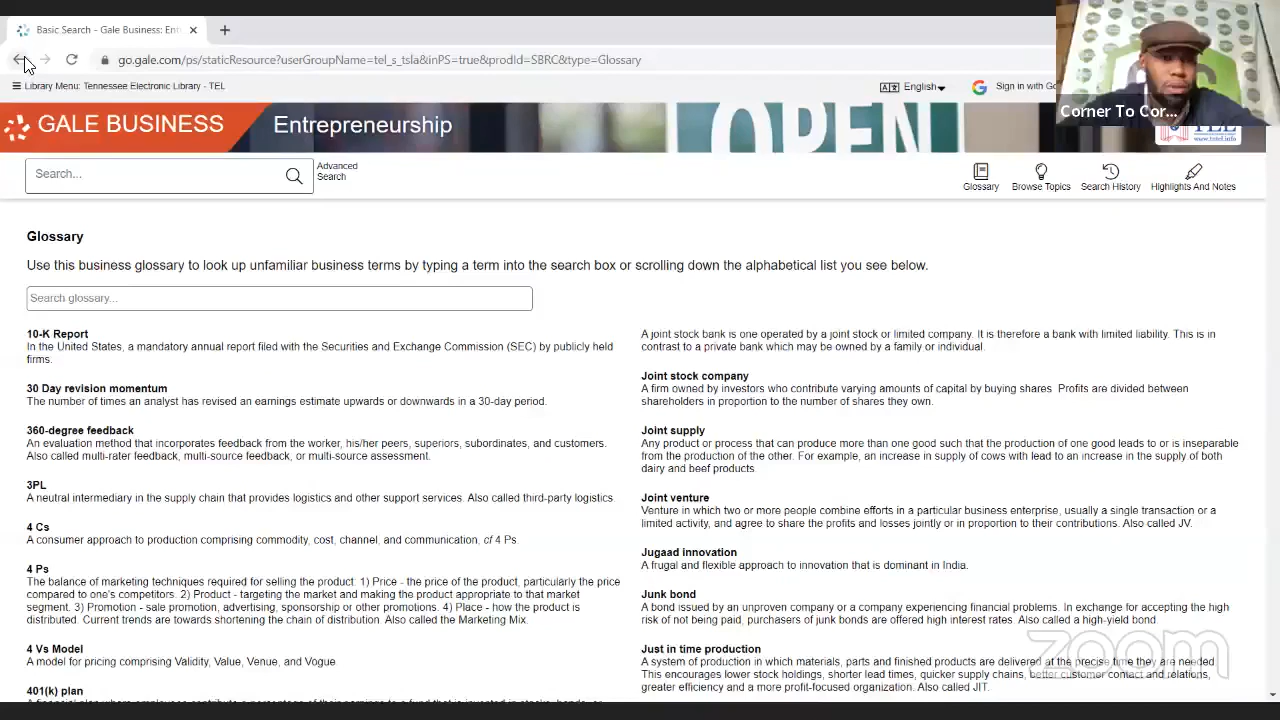 Basic Search - Gale Business: Ent
go.gale.com/ps/staticResource?userGroupName=tel_s_tsla&inPS=true&prodId=SBRC&type=Glossary
Library Menu: Tennessee Electronic Library - TEL
English
Sign in with Go
Corner To Cor...
GALE BUSINESS
Entrepreneurship
OPEN
TEL
www.tntel.info
Search...
Advanced
Search
Glossary
Browse Topics
Search History
Highlights And Notes
Glossary
Use this business glossary to look up unfamiliar business terms by typing a term into the search box or scrolling down the alphabetical list you see below.
Search glossary...
10-K Report
In the United States, a mandatory annual report filed with the Securities and Exchange Commission (SEC) by publicly held
firms.
30 Day revision momentum
The number of times an analyst has revised an earnings estimate upwards or downwards in a 30-day period.
360-degree feedback
An evaluation method that incorporates feedback from the worker, his/her peers, superiors, subordinates, and customers.
Also called multi-rater feedback, multi-source feedback, or multi-source assessment.
3PL
A neutral intermediary in the supply chain that provides logistics and other support services. Also called third-party logistics.
4 Cs
A consumer approach to production comprising commodity, cost, channel, and communication, cf 4 Ps.
4 Ps
The balance of marketing techniques required for selling the product: 1) Price - the price of the product, particularly the price
compared to one's competitors. 2) Product - targeting the market and making the product appropriate to that market
segment. 3) Promotion - sale promotion, advertising, sponsorship or other promotions. 4) Place - how the product is
distributed. Current trends are towards shortening the chain of distribution. Also called the Marketing Mix.
4 Vs Model
A model for pricing comprising Validity, Value, Venue, and Vogue
401(k) plan
A joint stock bank is one operated by a joint stock or limited company. It is therefore a bank with limited liability. This is in
contrast to a private bank which may be owned by a family or individual.
Joint stock company
A firm owned by investors who contribute varying amounts of capital by buying shares. Profits are divided between
shareholders in proportion to the number of shares they own.
Joint supply
Any product or process that can produce more than one good such that the production of one good leads to or is inseparable
from the production of the other. For example, an increase in supply of cows with lead to an increase in the supply of both
dairy and beef products.
Joint venture
Venture in which two or more people combine efforts in a particular business enterprise, usually a single transaction or a
limited activity, and agree to share the profits and losses jointly or in proportion to their contributions. Also called JV.
Jugaad innovation
A frugal and flexible approach to innovation that is dominant in India.
Junk bond
A bond issued by an unproven company or a company experiencing financial problems. In exchange for accepting the high
risk of not being paid, purchasers of junk bonds are offered high interest rates. Also called a high-yield bond.
Just in time production
A system of production in which materials, parts and finished products are delivered at the precise time they are needed.
This encourages lower stock holdings, shorter lead times, quicker supply chains, better customer contact and relations,
greater efficiency and a more profit-focused organization. Also called JIT.
zoom